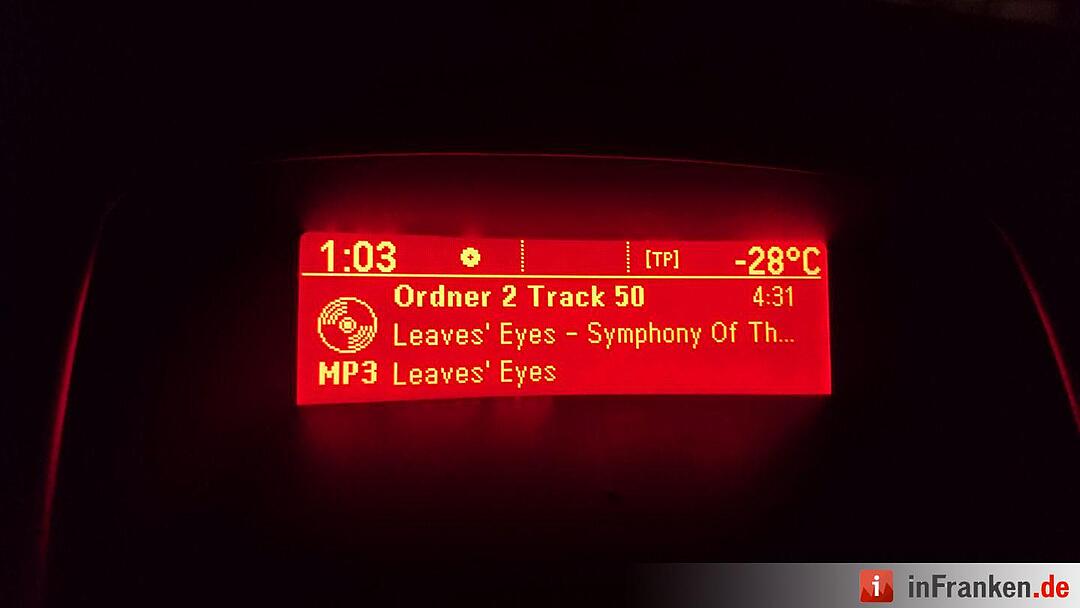 1:03 [TP] -28°C
Ordner 2 Track 50 4:31
Leaves' Eyes - Symphony Of Th...
MP3 Leaves' Eyes
i inFranken.de